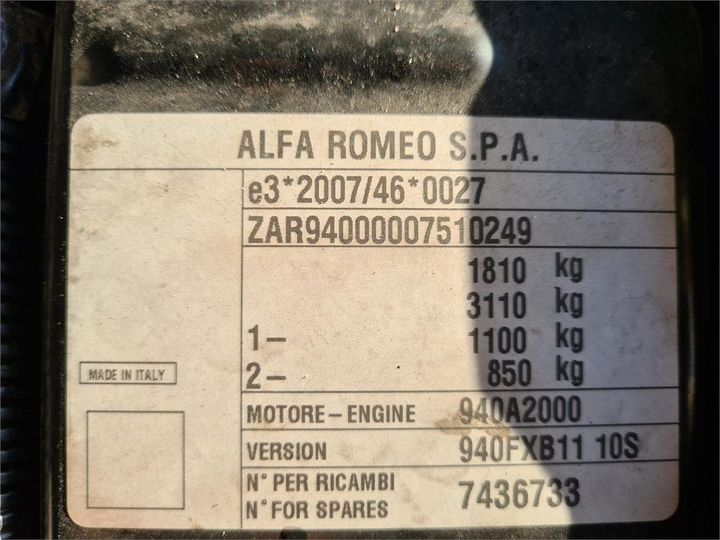 ALFA ROMEO S.P.A.
e3*2007/46*0027
ZAR94000007510249
1810 kg
3110 kg
1- 1100 kg
2- 850 kg
MADE IN ITALY
MOTORE-ENGINE 940A2000
VERSION 940FXB11 10S
N° PER RICAMBI
N° FOR SPARES 7436733